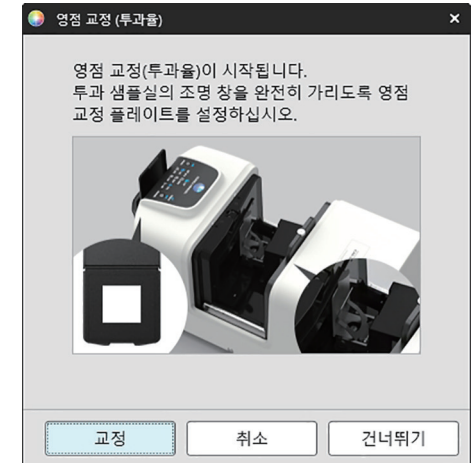 영점 교정 (투과율)
영점 교정(투과율)이 시작됩니다.
투과 샘플실의 조명 창을 완전히 가리도록 영점
교정 플레이트를 설정하십시오.
교정
취소
건너뛰기